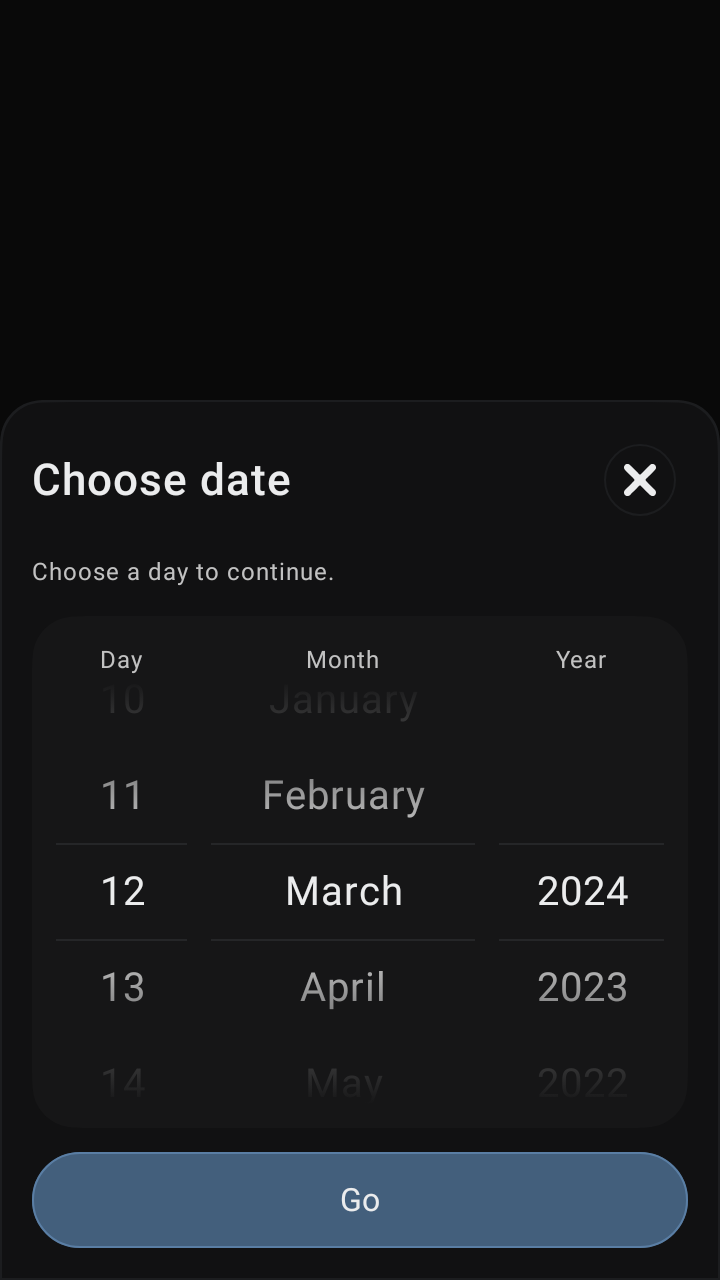 Choose date
Choose a day to continue.
Day Month Year
10 January
11 February
12 March 2024
13 April 2023
14 May 2022
Go